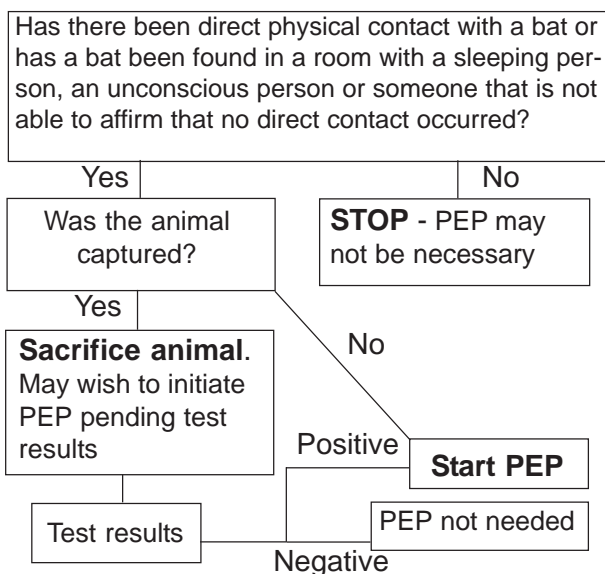 Has there been direct physical contact with a bat or
has a bat been found in a room with a sleeping per-
son, an unconscious person or someone that is not
able to affirm that no direct contact occurred?
Yes
No
Was the animal
captured?
STOP - PEP may
not be necessary
Yes
No
Sacrifice animal.
May wish to initiate
PEP pending test
results
Positive
Start PEP
Test results
PEP not needed
Negative